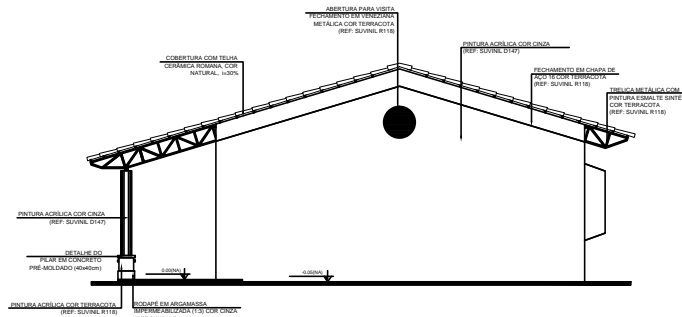 ABERTURA PARA VISITA
FECHAMENTO EM VENEZIANA
METÁLICA COR TERRACOTA
(REF: SUVINIL R118)
PINTURA ACRÍLICA COR CINZA
(REF: SUVINIL D147)
COBERTURA COM TELHA
CERÂMICA ROMANA, COR
NATURAL, i=30%
FECHAMENTO EM CHAPA DE
AÇO 16 COR TERRACOTA
(REF: SUVINIL R118)
TRELICA METÁLICA COM
PINTURA ESMALTE SINTÉ
COR TERRACOTA
(REF: SUVINIL R118)
PINTURA ACRÍLICA COR CINZA
(REF: SUVINIL D147)
DETALHE DO
PILAR EM CONCRETO
PRÉ-MOLDADO (40x40cm)
0.00(NA)
-0.05(NA)
PINTURA ACRÍLICA COR TERRACOTA
(REF: SUVINIL R118)
RODAPÉ EM ARGAMASSA
IMPERMEABILIZADA (1:3) COR CINZA